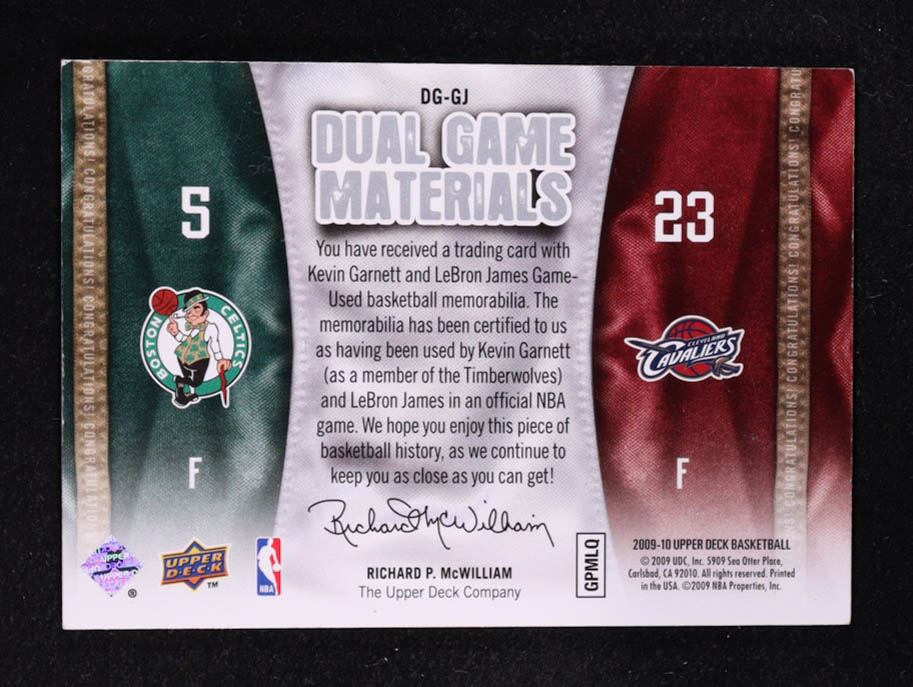 DG-GJ
DUAL GAME
MATERIALS
5
23
You have received a trading card with
Kevin Garnett and LeBron James Game-
Used basketball memorabilia. The
memorabilia has been certified to us
as having been used by Kevin Garnett
(as a member of the Timberwolves)
and LeBron James in an official NBA
game. We hope you enjoy this piece of
basketball history, as we continue to
keep you as close as you can get!
BOSTON CELTICS
CLEVELAND
CAVALIERS
F
F
CONGRATULATIONS! CONGRATULATIONS! CONGRATULATIONS!
CONGRATULATIONS! CONGRATULATIONS! CONGRATULATIONS!
Richard McWilliam
RICHARD P. McWILLIAM
The Upper Deck Company
UPPER
DECK
TM
®
NBA
GPMLQ
2009-10 UPPER DECK BASKETBALL
© 2009 UDC, Inc. 5909 Sea Otter Place,
Carlsbad, CA 92010. All rights reserved. Printed
in the USA. ©2009 NBA Properties, Inc.